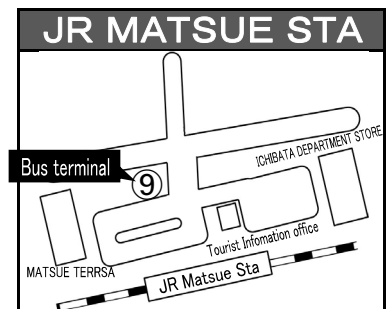 JR MATSUE STA
ICHIBATA DEPARTMENT STORE
Bus terminal
9
Tourist Infomation office
MATSUE TERRSA
JR Matsue Sta